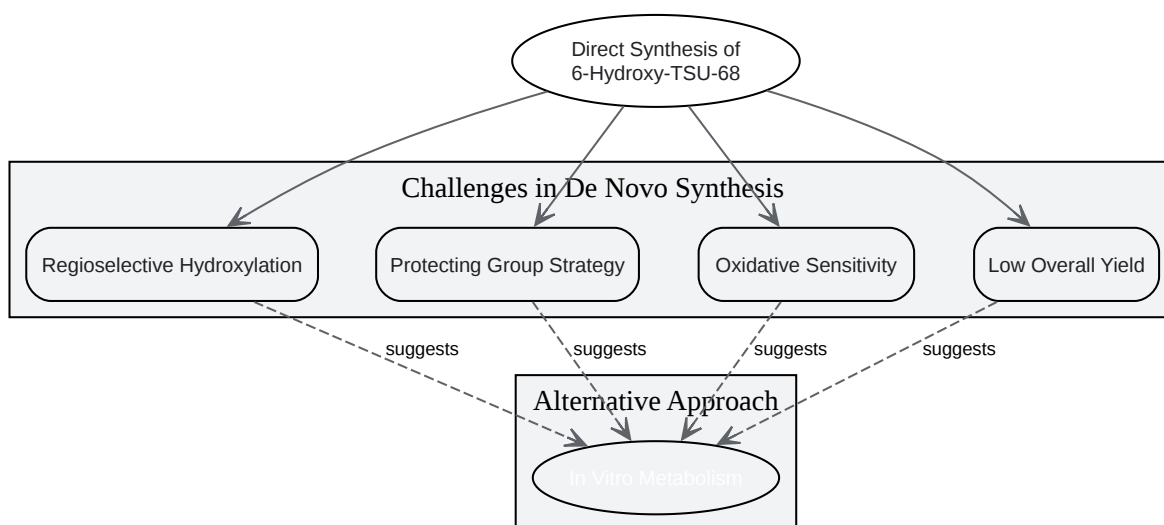 Direct Synthesis of
6-Hydroxy-TSU-68
Challenges in De Novo Synthesis
Regioselective Hydroxylation
Protecting Group Strategy
Oxidative Sensitivity
Low Overall Yield
suggests
suggests
suggests
suggests
Alternative Approach
In Vitro Metabolism